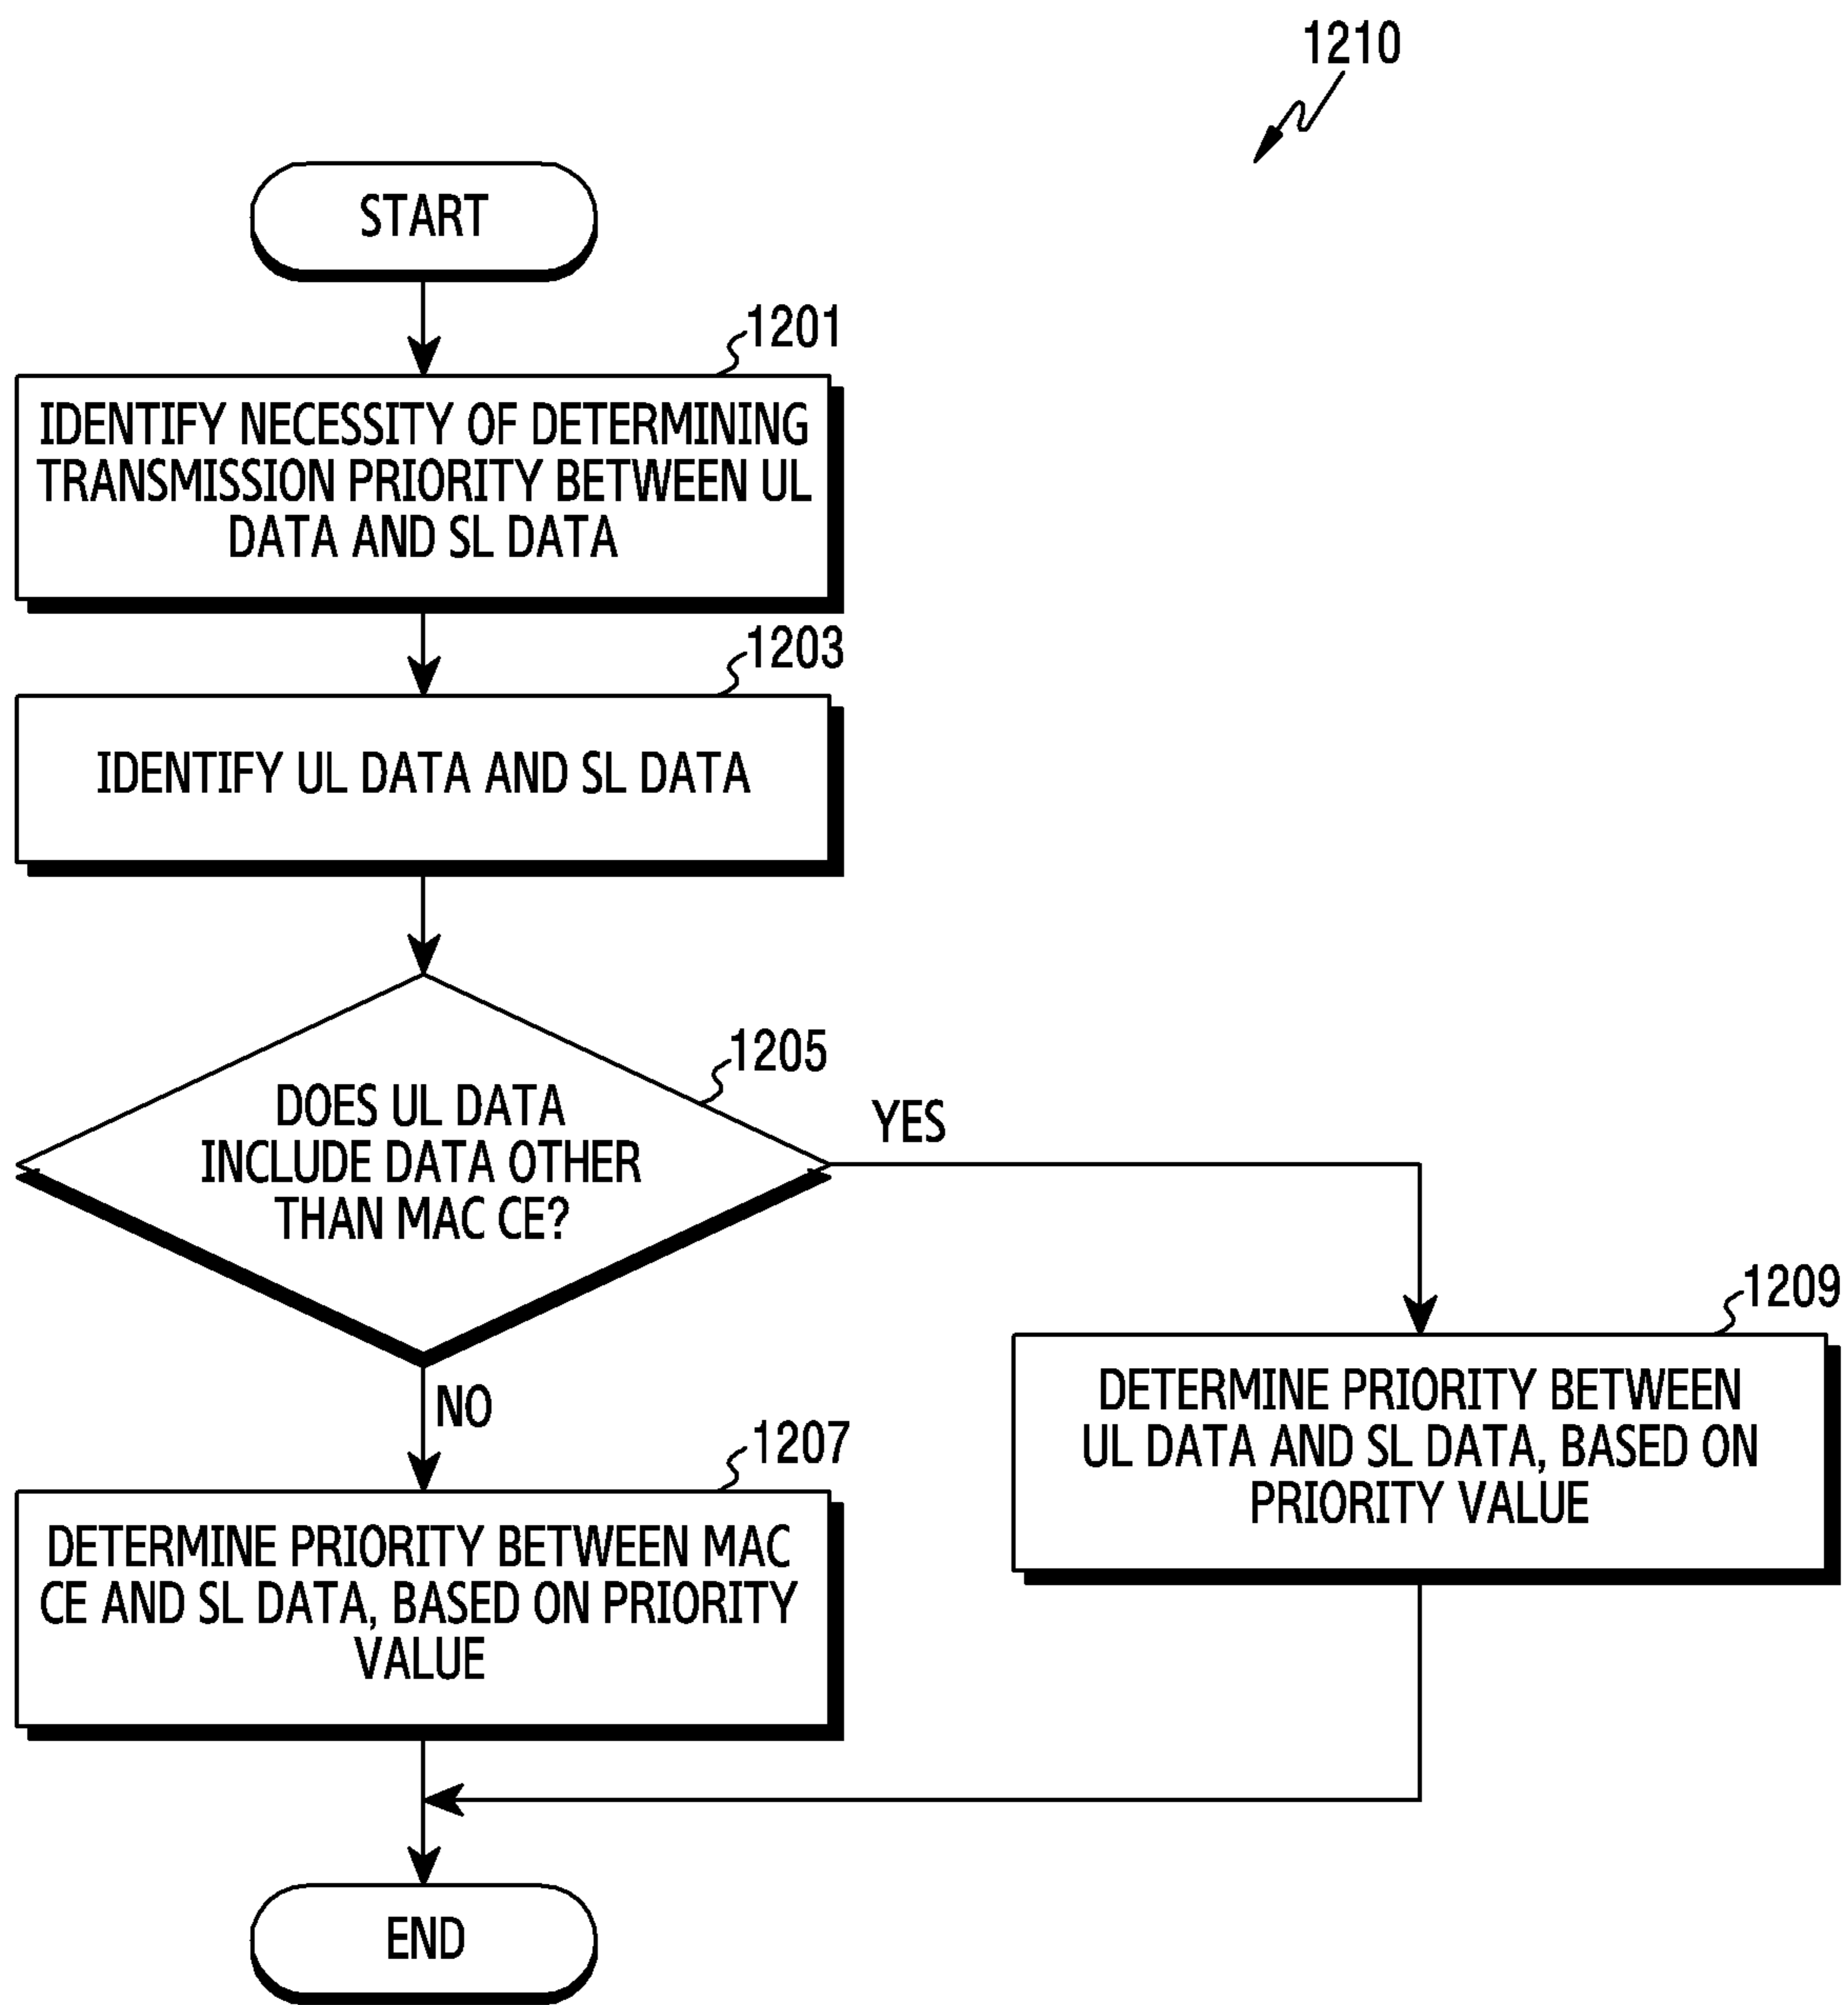 1210
START
1201
IDENTIFY NECESSITY OF DETERMINING
TRANSMISSION PRIORITY BETWEEN UL
DATA AND SL DATA
1203
IDENTIFY UL DATA AND SL DATA
1205
DOES UL DATA
INCLUDE DATA OTHER
THAN MAC CE?
YES
NO
1209
DETERMINE PRIORITY BETWEEN
UL DATA AND SL DATA, BASED ON
PRIORITY VALUE
1207
DETERMINE PRIORITY BETWEEN MAC
CE AND SL DATA, BASED ON PRIORITY
VALUE
END